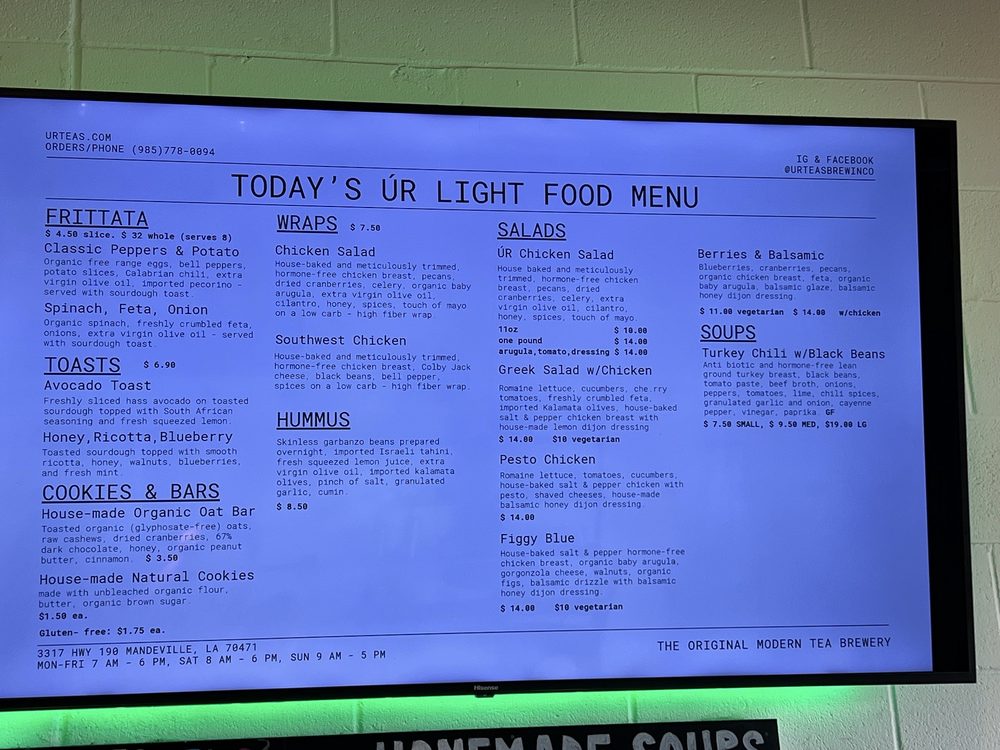 URTEAS.COM
ORDERS/PHONE (985)778-0094
IG & FACEBOOK
@URTEASBREWINCO
TODAY'S ÚR LIGHT FOOD MENU
FRITTATA
$ 4.50 slice. $ 32 whole (serves 8)
Classic Peppers & Potato
Organic free range eggs, bell peppers,
potato slices, Calabrian chili, extra
virgin olive oil, imported pecorino -
served with sourdough toast.
Spinach, Feta, Onion
Organic spinach, freshly crumbled feta,
onions, extra virgin olive oil - served
with sourdough toast.
TOASTS $ 6.90
Avocado Toast
Freshly sliced hass avocado on toasted
sourdough topped with South African
seasoning and fresh squeezed lemon.
Honey,Ricotta,Blueberry
Toasted sourdough topped with smooth
ricotta, honey, walnuts, blueberries,
and fresh mint.
COOKIES & BARS
House-made Organic Oat Bar
Toasted organic (glyphosate-free) oats,
raw cashews, dried cranberries, 67%
dark chocolate, honey, organic peanut
butter, cinnamon. $ 3.50
House-made Natural Cookies
made with unbleached organic flour,
butter, organic brown sugar.
$1.50 ea.
Gluten- free: $1.75 ea.
WRAPS $ 7.50
Chicken Salad
House-baked and meticulously trimmed,
hormone-free chicken breast, pecans,
dried cranberries, celery, organic baby
arugula, extra virgin olive oil,
cilantro, honey, spices, touch of mayo
on a low carb - high fiber wrap.
Southwest Chicken
House-baked and meticulously trimmed,
hormone-free chicken breast, Colby Jack
cheese, black beans, bell pepper,
spices on a low carb - high fiber wrap.
HUMMUS
Skinless garbanzo beans prepared
overnight, imported Israeli tahini,
fresh squeezed lemon juice, extra
virgin olive oil, imported kalamata
olives, pinch of salt, granulated
garlic, cumin.
$ 8.50
SALADS
ÚR Chicken Salad
House baked and meticulously
trimmed, hormone-free chicken
breast, pecans, dried
cranberries, celery, extra
virgin olive oil, cilantro,
honey, spices, touch of mayo.
11oz $ 10.00
one pound $ 14.00
arugula,tomato,dressing $ 14.00
Greek Salad w/Chicken
Romaine lettuce, cucumbers, che.rry
tomatoes, freshly crumbled feta,
imported Kalamata olives, house-baked
salt & pepper chicken breast with
house-made lemon dijon dressing
$ 14.00 $10 vegetarian
Pesto Chicken
Romaine lettuce, tomatoes, cucumbers,
house-baked salt & pepper chicken with
pesto, shaved cheeses, house-made
balsamic honey dijon dressing.
$ 14.00
Figgy Blue
House-baked salt & pepper hormone-free
chicken breast, organic baby arugula,
gorgonzola cheese, walnuts, organic
figs, balsamic drizzle with balsamic
honey dijon dressing.
$ 14.00 $10 vegetarian
Berries & Balsamic
Blueberries, cranberries, pecans,
organic chicken breast, feta, organic
baby arugula, balsamic glaze, balsamic
honey dijon dressing.
$ 11.00 vegetarian $ 14.00 w/chicken
SOUPS
Turkey Chili w/Black Beans
Anti biotic and hormone-free lean
ground turkey breast, black beans,
tomato paste, beef broth, onions,
peppers, tomatoes, lime, chili spices,
granulated garlic and onion, cayenne
pepper, vinegar, paprika. GF
$ 7.50 SMALL, $ 9.50 MED, $19.00 LG
3317 HWY 190 MANDEVILLE, LA 70471
MON-FRI 7 AM - 6 PM, SAT 8 AM - 6 PM, SUN 9 AM - 5 PM
THE ORIGINAL MODERN TEA BREWERY
Hisense
HOMEMADE SOUPS